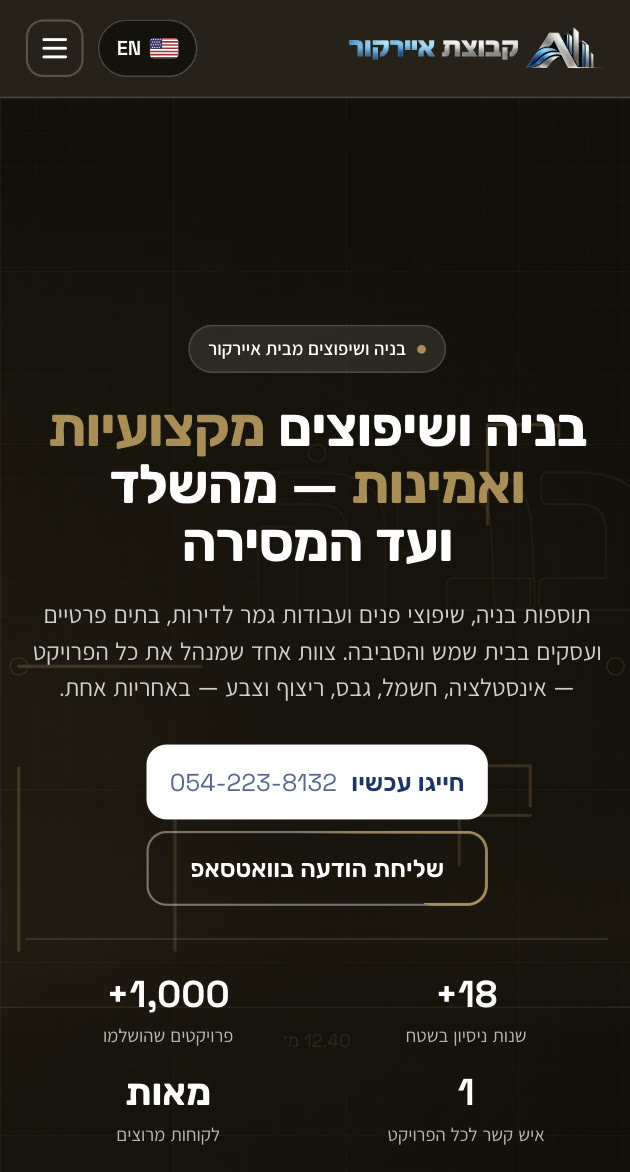 קבוצת איירקור
EN
בניה ושיפוצים מבית איירקור
בניה ושיפוצים מקצועיות
ואמינות — מהשלד
ועד המסירה
תוספות בניה, שיפוצי פנים ועבודות גמר לדירות, בתים פרטיים
ועסקים בבית שמש והסביבה. צוות אחד שמנהל את כל הפרויקט
— אינסטלציה, חשמל, גבס, ריצוף וצבע — באחריות אחת.
חייגו עכשיו 054-223-8132
שליחת הודעה בוואטסאפ
18+
שנות ניסיון בשטח
1,000+
פרויקטים שהושלמו
12.40 מ'
1
איש קשר לכל הפרויקט
מאות
לקוחות מרוצים